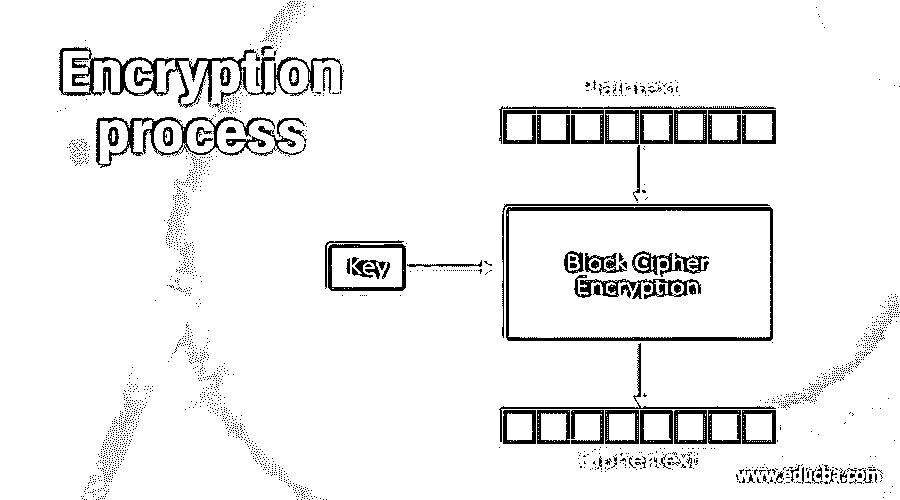 Encryption
process
Plaintext
Key
Block Cipher
Encryption
Ciphertext
www.educba.com